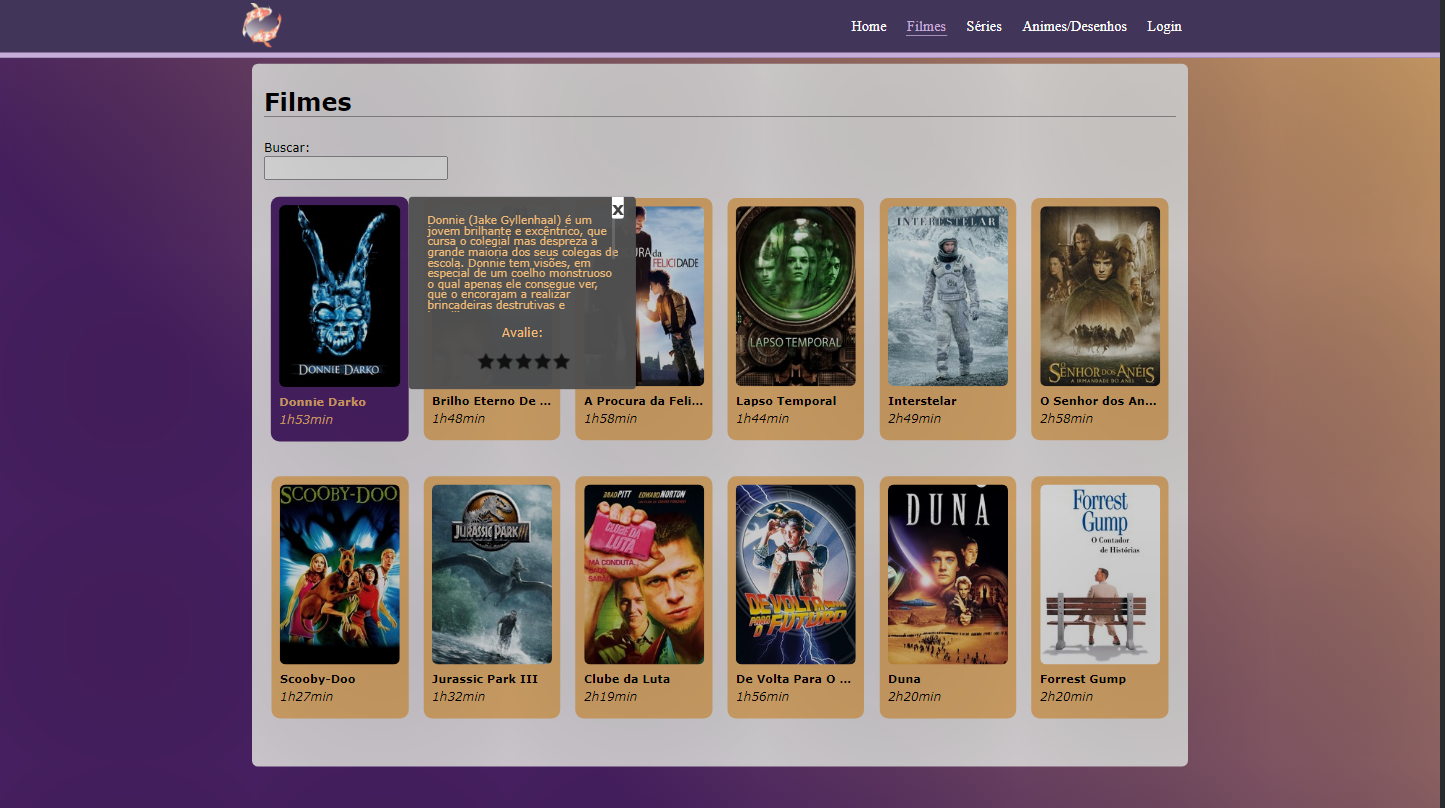 Home Filmes Séries Animes/Desenhos Login
Filmes
Buscar:
X
Donnie (Jake Gyllenhaal) é um
jovem brilhante e excêntrico, que
cursa o colegial mas despreza a
grande maioria dos seus colegas de
escola. Donnie tem visões, em
especial de um coelho monstruoso
o qual apenas ele consegue ver,
que o encorajam a realizar
brincadeiras destrutivas e
Avalie:
DONNIE DARKO
Donnie Darko
1h53min
Brilho Eterno De ...
1h48min
URA da
FELICIDADE
A Procura da Feli...
1h58min
LAPSO TEMPORAL
Lapso Temporal
1h44min
INTERESTELAR
Interstelar
2h49min
O SENHOR DOS ANÉIS
A IRMANDADE DO ANEL
O Senhor dos An...
2h58min
SCOOBY-DOO
Scooby-Doo
1h27min
JURASSIC PARK III
Jurassic Park III
1h32min
BRAD PITT EDWARD NORTON
CLUBE DA
LUTA
MÁ CONDUTA.
Clube da Luta
2h19min
DE VOLTA
PARA O FUTURO
De Volta Para O ...
1h56min
DUNA
Duna
2h20min
Forrest
Gump
O Contador
de Histórias
Forrest Gump
2h20min